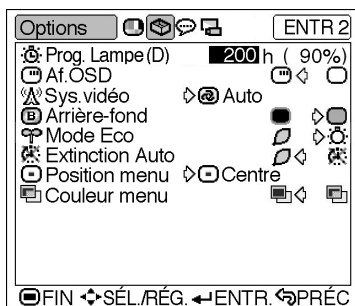 Options ENTR 2
Prog. Lampe (D) 200 h ( 90%)
Af.OSD
Sys.vidéo Auto
B Arrière-fond
Mode Eco
Extinction Auto
Position menu Centre
Couleur menu
FIN SÉL./RÉG. ENTR. PRÉC